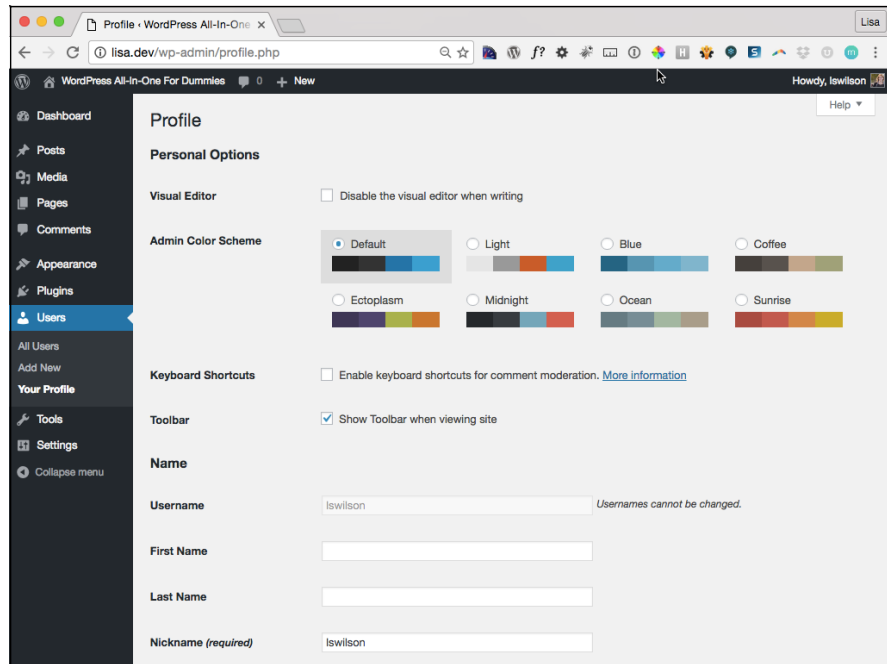 Profile ‹ WordPress All-In-One
Lisa
lisa.dev/wp-admin/profile.php
f?
H
S
m
WordPress All-In-One For Dummies 0 + New
Howdy, lswilson
Help ▼
Dashboard
Posts
Media
Pages
Comments
Appearance
Plugins
Users
All Users
Add New
Your Profile
Tools
Settings
Collapse menu
Profile
Personal Options
Visual Editor
Disable the visual editor when writing
Admin Color Scheme
Default Light Blue Coffee
Ectoplasm Midnight Ocean Sunrise
Keyboard Shortcuts
Enable keyboard shortcuts for comment moderation. More information
Toolbar
Show Toolbar when viewing site
Name
Username
lswilson
Usernames cannot be changed.
First Name
Last Name
Nickname (required)
lswilson